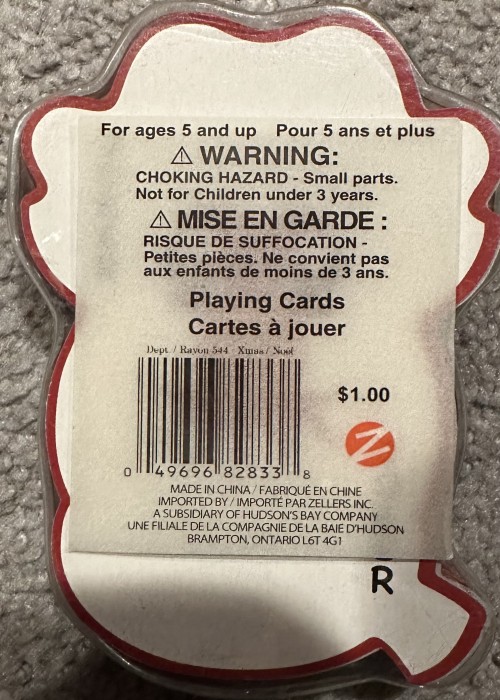 For ages 5 and up Pour 5 ans et plus
⚠ WARNING:
CHOKING HAZARD - Small parts.
Not for Children under 3 years.
⚠ MISE EN GARDE :
RISQUE DE SUFFOCATION -
Petites pièces. Ne convient pas
aux enfants de moins de 3 ans.
Playing Cards
Cartes à jouer
Dept. / Rayon 544 Xmas / Noël
$1.00
Z
0 49696 82833 8
MADE IN CHINA / FABRIQUÉ EN CHINE
IMPORTED BY / IMPORTÉ PAR ZELLERS INC.
A SUBSIDIARY OF HUDSON'S BAY COMPANY
UNE FILIALE DE LA COMPAGNIE DE LA BAIE D'HUDSON
BRAMPTON, ONTARIO L6T 4G1
R